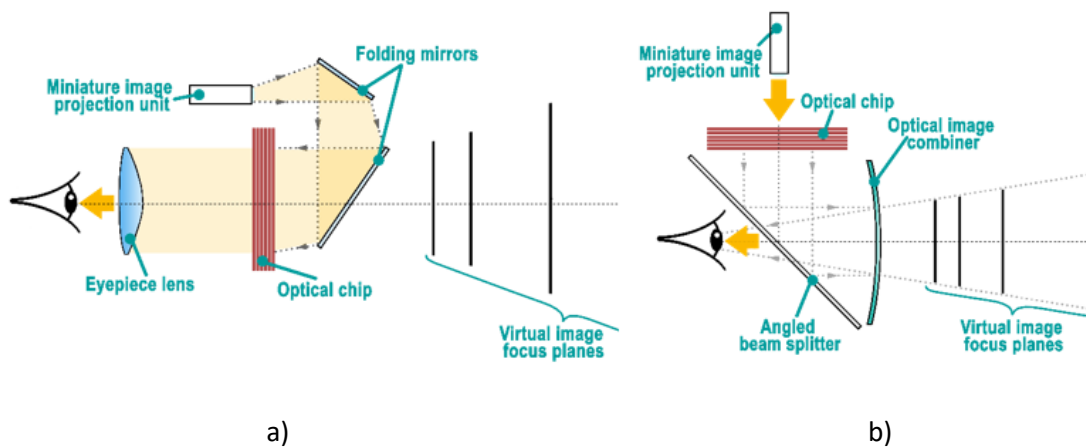 Folding mirrors
Miniature image
projection unit
Eyepiece lens
Optical chip
Virtual image
focus planes
a)
Miniature image
projection unit
Optical chip
Optical image
combiner
Angled
beam splitter
Virtual image
focus planes
b)